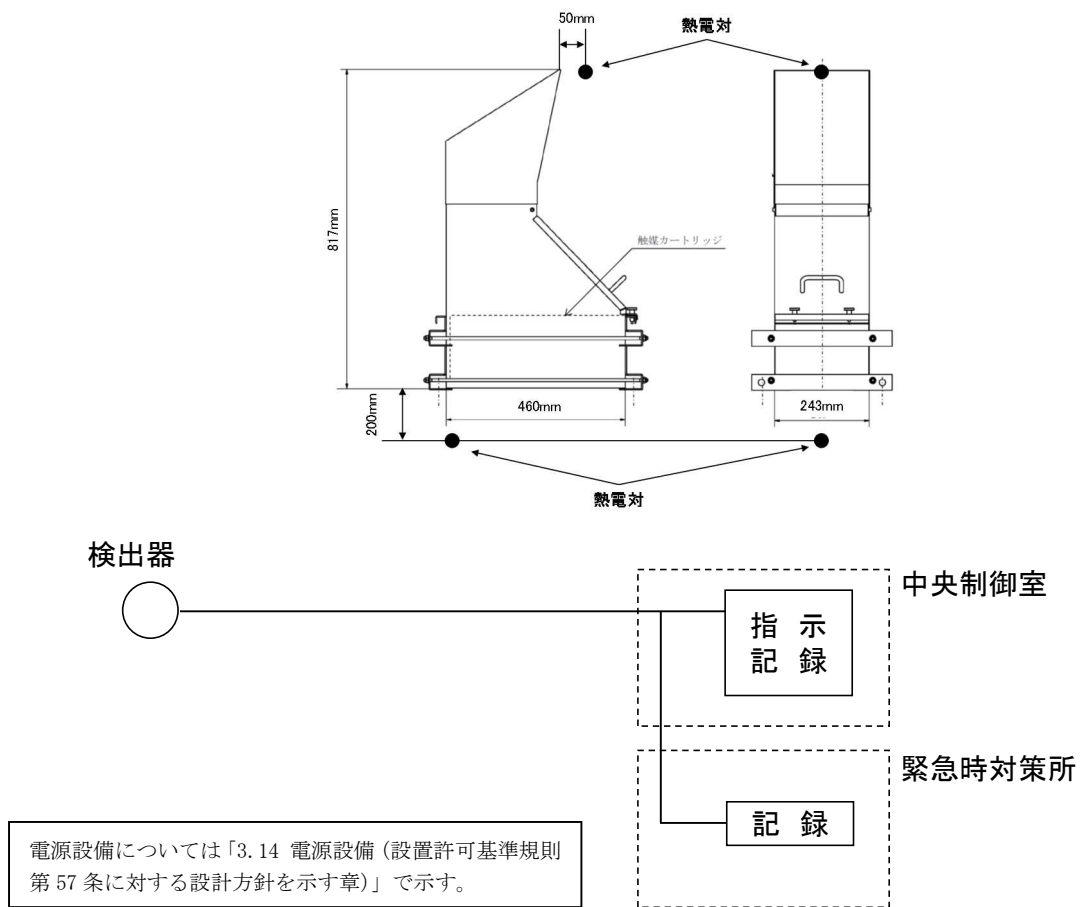 50mm
熱電対
817mm
触媒カートリッジ
200mm
460mm
243mm
熱電対
検出器
中央制御室
指 示
記 録
緊急時対策所
記 録
電源設備については「3.14 電源設備（設置許可基準規則
第 57 条に対する設計方針を示す章）」で示す。